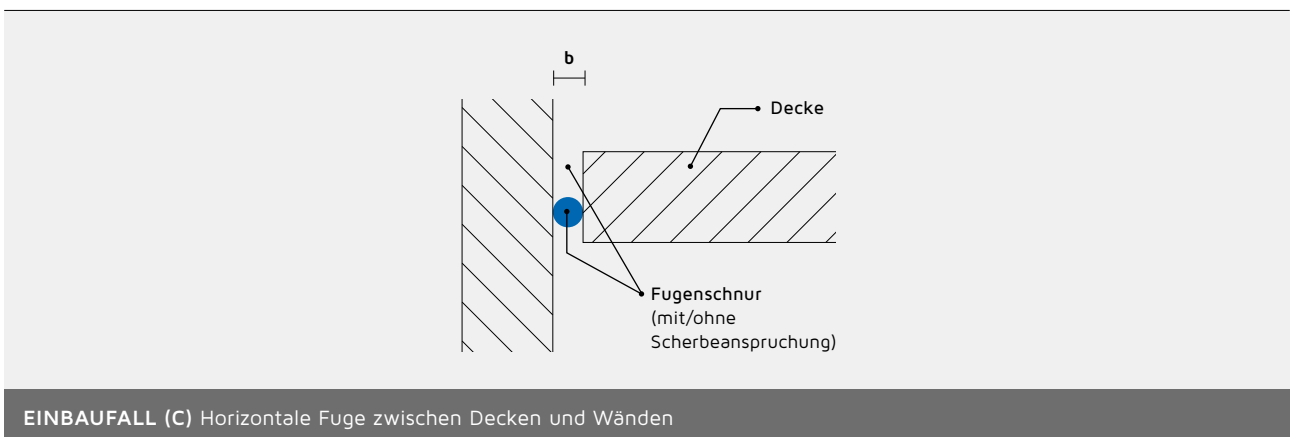 b
Decke
Fugenschnur
(mit/ohne
Scherbeanspruchung)
EINBAUFALL (C) Horizontale Fuge zwischen Decken und Wänden